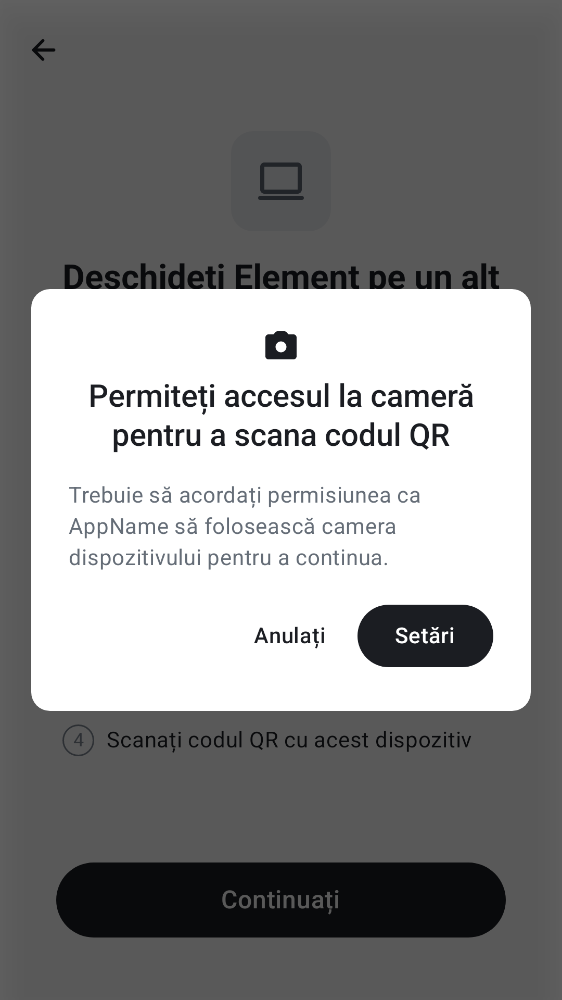 Deschideți Element pe un alt
Permiteți accesul la cameră
pentru a scana codul QR
Trebuie să acordați permisiunea ca
AppName să folosească camera
dispozitivului pentru a continua.
Anulați
Setări
4 Scanați codul QR cu acest dispozitiv
Continuați